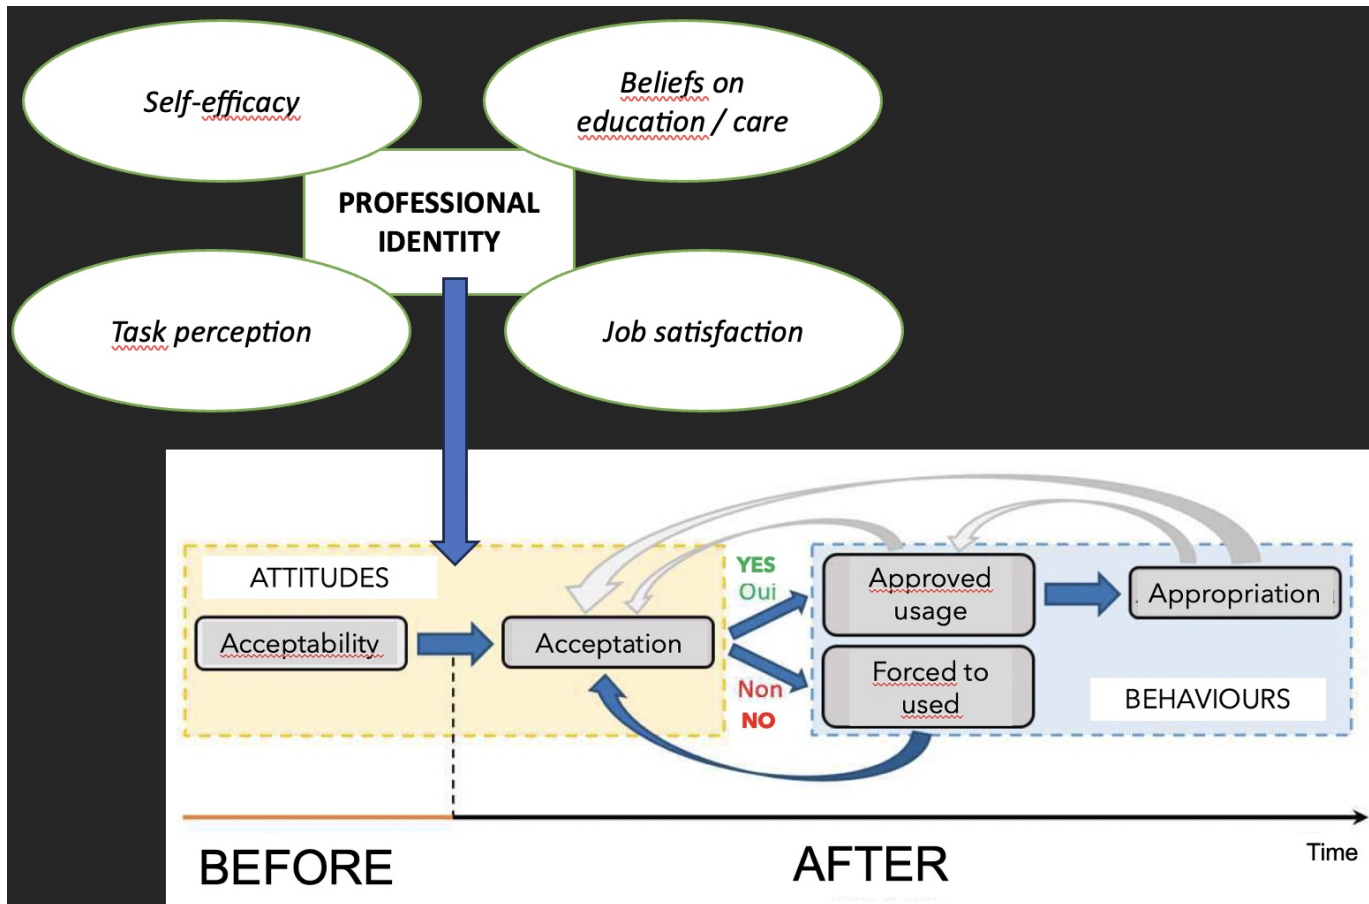 Self-efficacy
Beliefs on
education / care
PROFESSIONAL
IDENTITY
Task perception
Job satisfaction
ATTITUDES
Acceptability
Acceptation
YES
Oui
Non
NO
Approved
usage
Forced to
used
Appropriation
BEHAVIOURS
Time
BEFORE
AFTER